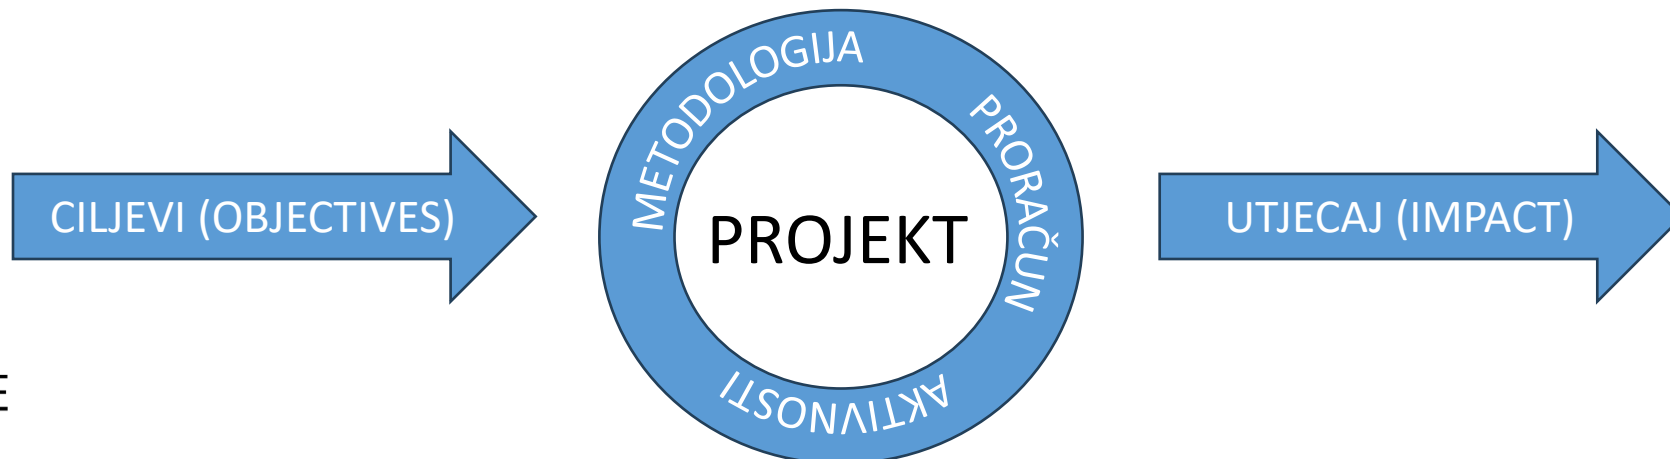 CILJEVI (OBJECTIVES)
METODOLOGIJA
PRORAČUN
AKTIVNOSTI
PROJEKT
UTJECAJ (IMPACT)
E